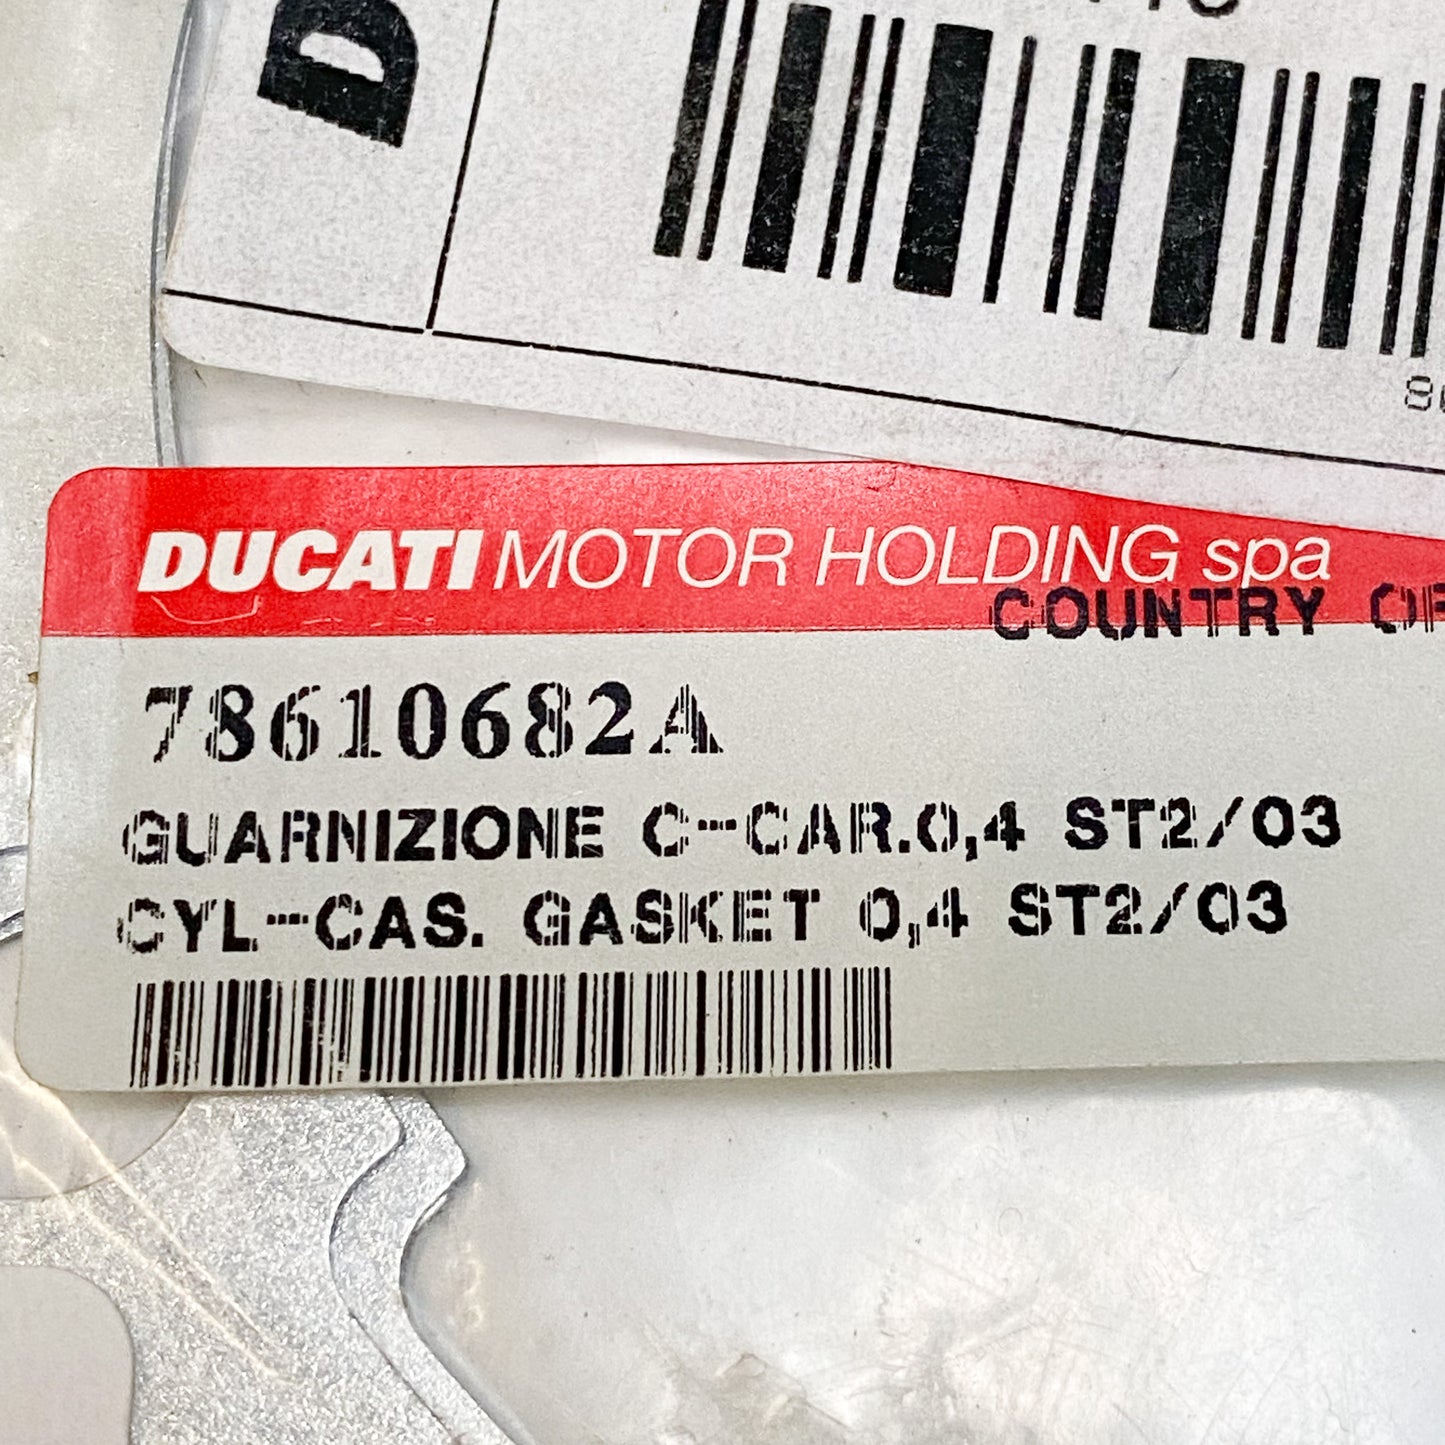 D
DUCATI MOTOR HOLDING spa
COUNTRY OF
78610682A
GUARNIZIONE C-CAR.0,4 ST2/03
CYL-CAS. GASKET 0,4 ST2/03